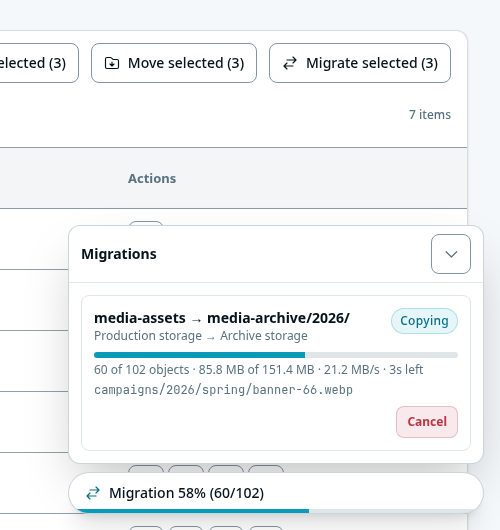 elected (3)
Move selected (3)
Migrate selected (3)
7 items
Actions
Migrations
media-assets → media-archive/2026/
Copying
Production storage → Archive storage
60 of 102 objects · 85.8 MB of 151.4 MB · 21.2 MB/s · 3s left
campaigns/2026/spring/banner-66.webp
Cancel
Migration 58% (60/102)